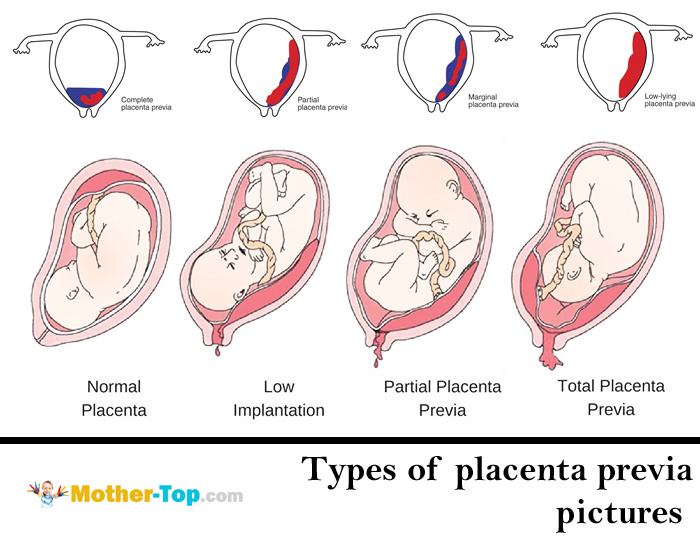 Complete
placenta previa
Partial
placenta previa
Marginal
placenta previa
Low-lying
placenta previa
Normal
Placenta
Low
Implantation
Partial Placenta
Previa
Total Placenta
Previa
Mother-Top.com
Types of placenta previa
pictures